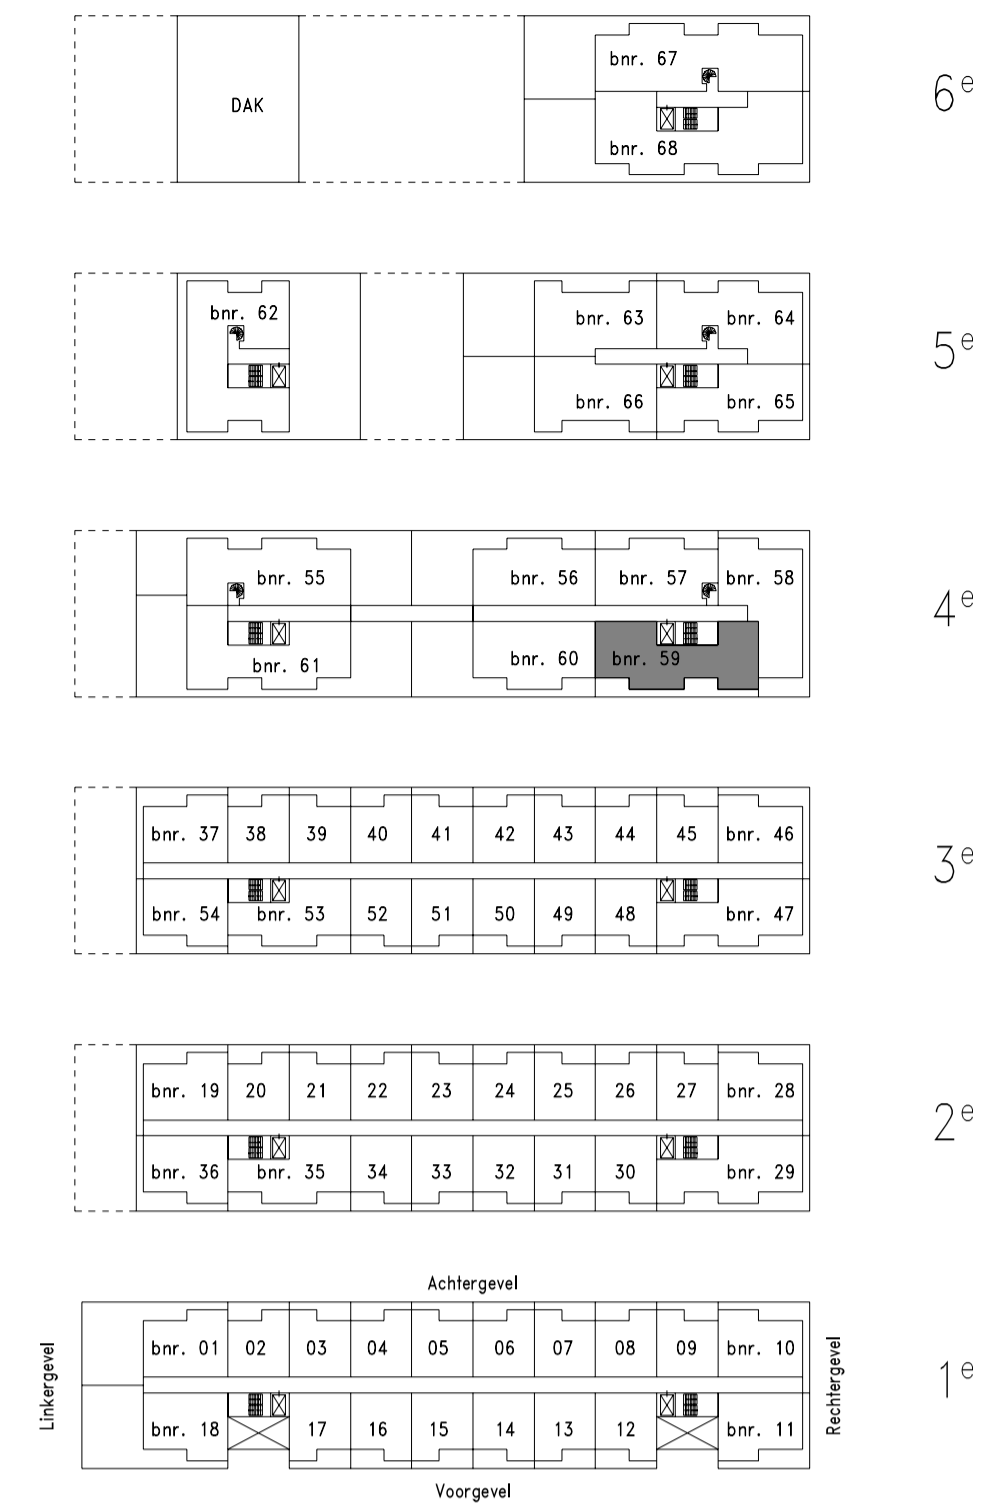 bnr. 67
6e
DAK
bnr. 68
bnr. 62
bnr. 63
bnr. 64
5e
bnr. 66
bnr. 65
bnr. 55
bnr. 56
bnr. 57
bnr. 58
4e
bnr. 61
bnr. 60
bnr. 59
bnr. 37 38 39 40 41 42 43 44 45 bnr. 46
3e
bnr. 54 bnr. 53 52 51 50 49 48 bnr. 47
bnr. 19 20 21 22 23 24 25 26 27 bnr. 28
2e
bnr. 36 bnr. 35 34 33 32 31 30 bnr. 29
Achtergevel
bnr. 01 02 03 04 05 06 07 08 09 bnr. 10
Linkergevel
Rechtergevel
1e
bnr. 18 17 16 15 14 13 12 bnr. 11
Voorgevel